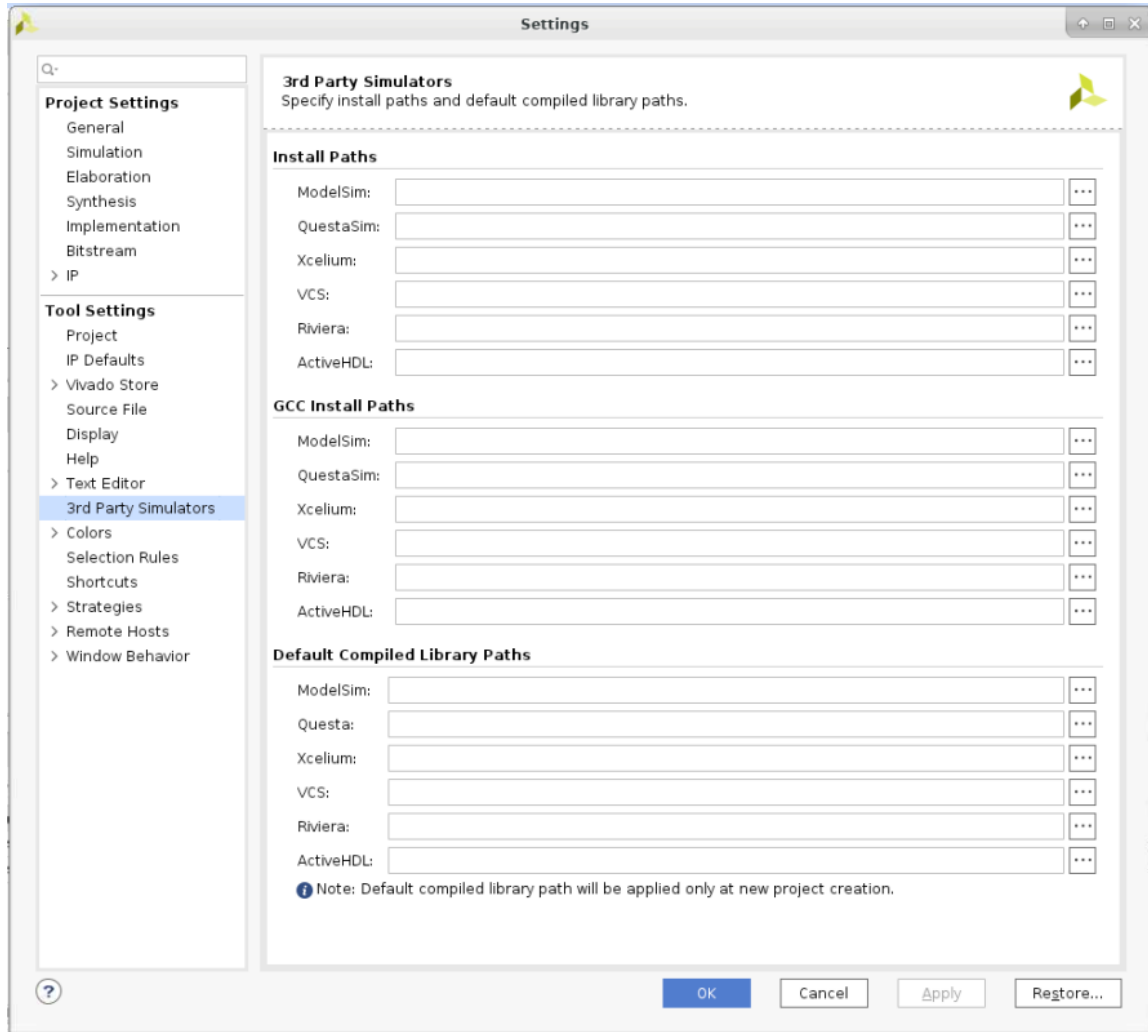 Settings
Project Settings
General
Simulation
Elaboration
Synthesis
Implementation
Bitstream
IP
Tool Settings
Project
IP Defaults
Vivado Store
Source File
Display
Help
Text Editor
3rd Party Simulators
Colors
Selection Rules
Shortcuts
Strategies
Remote Hosts
Window Behavior
3rd Party Simulators
Specify install paths and default compiled library paths.
Install Paths
ModelSim:
QuestaSim:
Xcelium:
VCS:
Riviera:
ActiveHDL:
GCC Install Paths
ModelSim:
QuestaSim:
Xcelium:
VCS:
Riviera:
ActiveHDL:
Default Compiled Library Paths
ModelSim:
Questa:
Xcelium:
VCS:
Riviera:
ActiveHDL:
Note: Default compiled library path will be applied only at new project creation.
OK
Cancel
Apply
Restore...